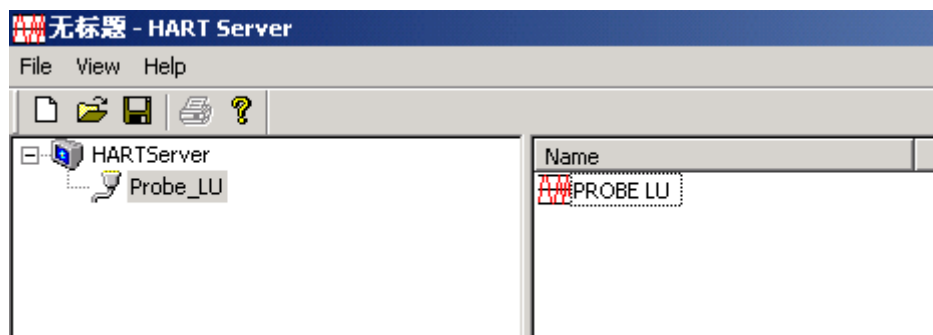 无标题 - HART Server
File View Help
HARTServer
Probe_LU
Name
PROBE LU